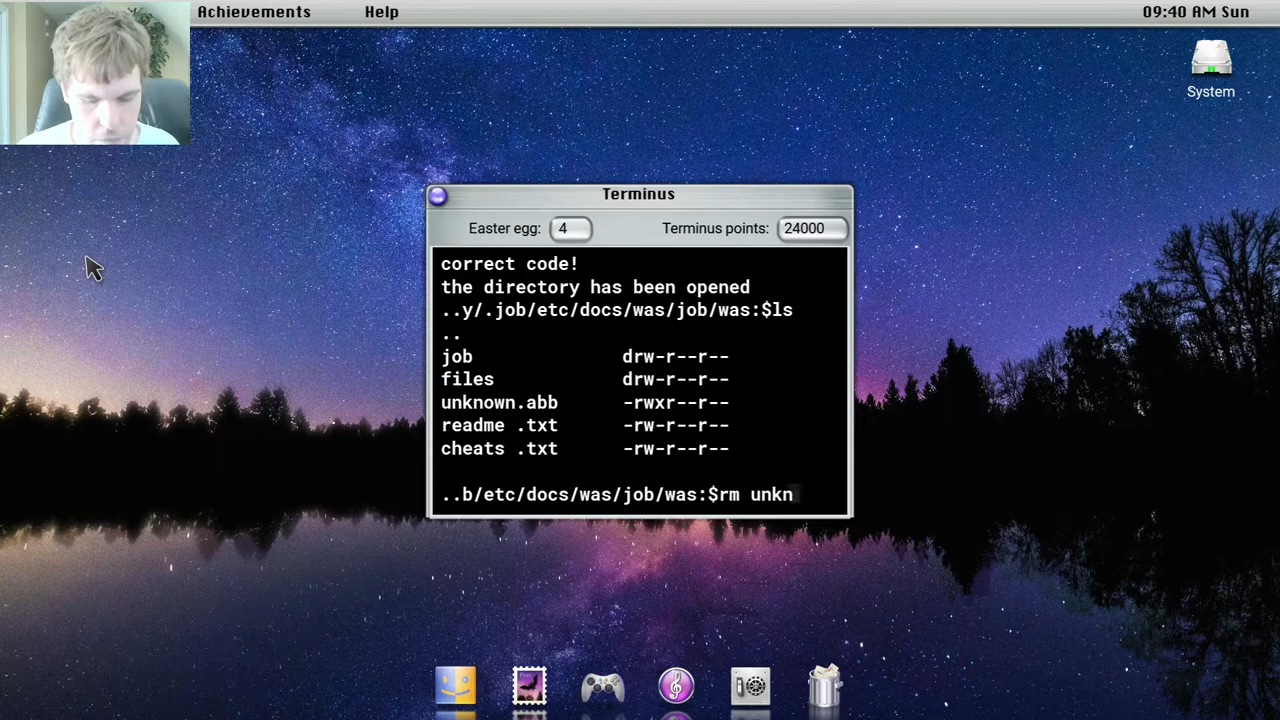 Achievements Help 09:40 AM Sun
System
Terminus
Easter egg: 4 Terminus points: 24000
correct code!
the directory has been opened
..y/.job/etc/docs/was/job/was:$ls
..
job drw-r--r--
files drw-r--r--
unknown.abb -rwxr--r--
readme .txt -rw-r--r--
cheats .txt -rw-r--r--
..b/etc/docs/was/job/was:$rm unkn